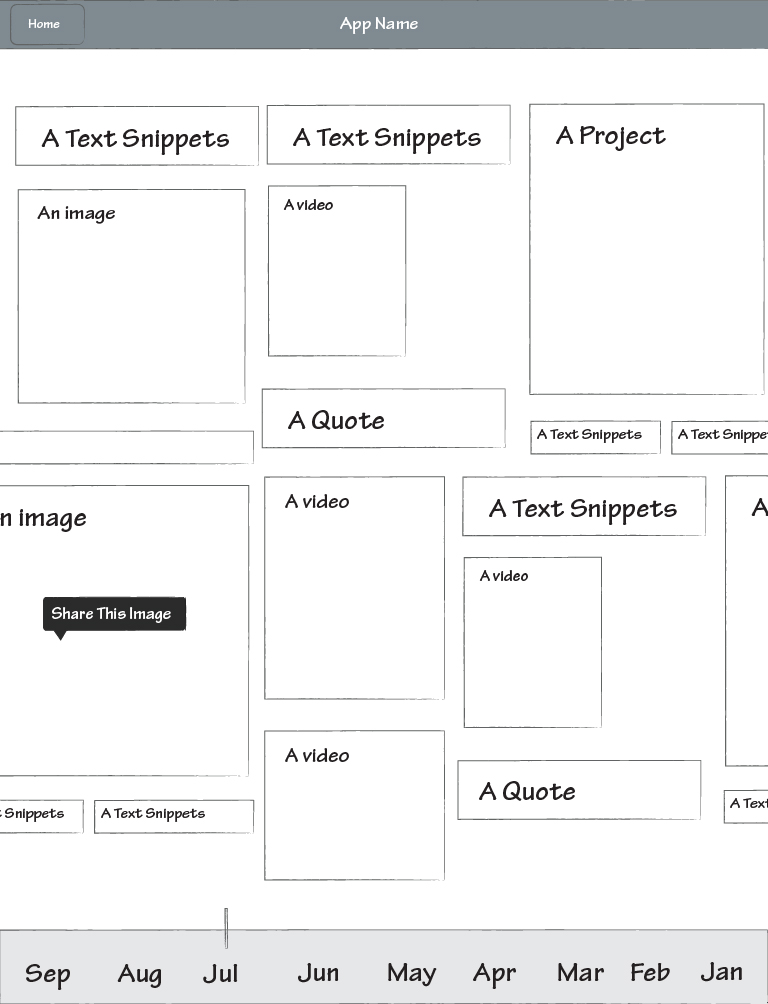 Home
App Name
A Text Snippets
A Text Snippets
A Project
An image
A video
A Quote
A Text Snippets
A Text Snippe
n image
A video
A Text Snippets
A
A video
Share This Image
A video
A Quote
Snippets
A Text Snippets
A Text
Sep Aug Jul Jun May Apr Mar Feb Jan